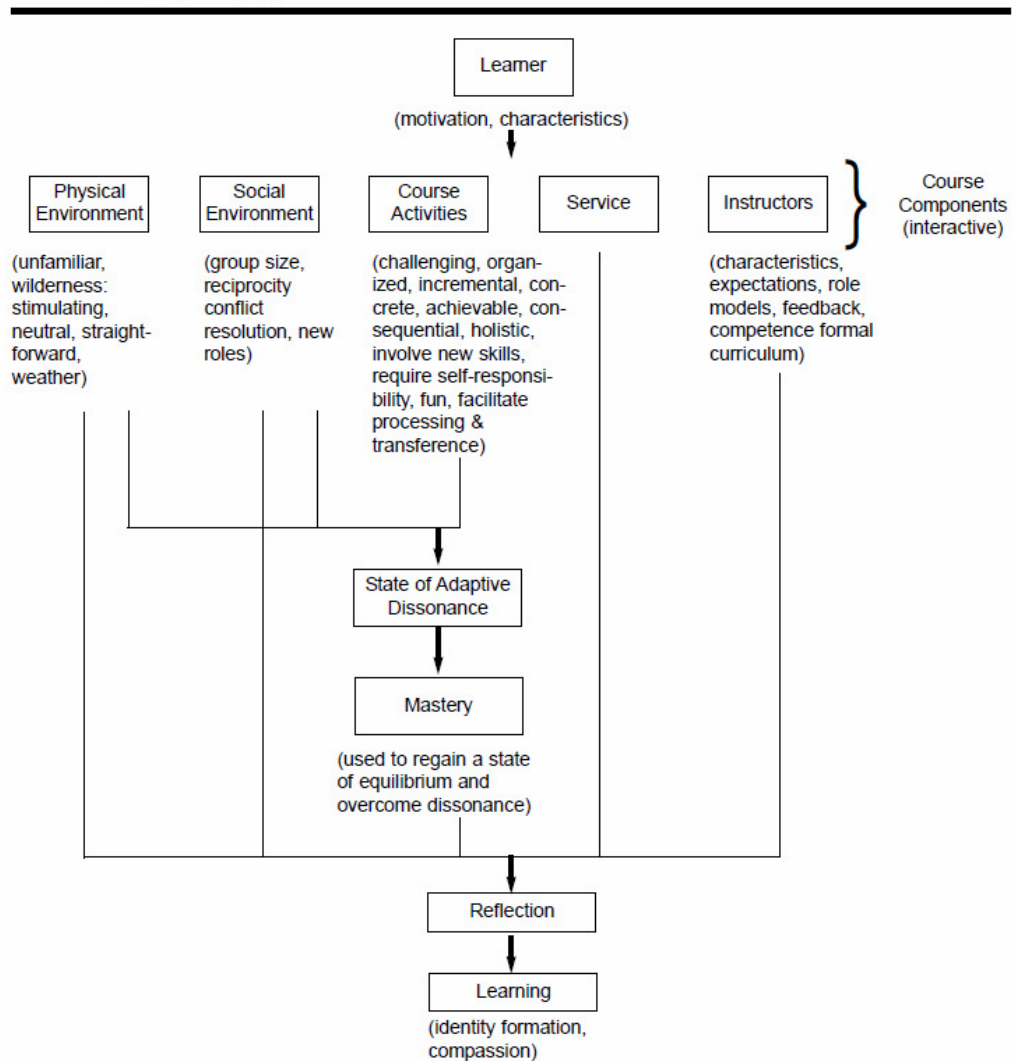 Learner
(motivation, characteristics)
Physical
Environment
Social
Environment
Course
Activities
Service
Instructors
}
Course
Components
(interactive)
(unfamiliar,
wilderness:
stimulating,
neutral, straight-
forward,
weather)
(group size,
reciprocity
conflict
resolution, new
roles)
(challenging, organ-
ized, incremental, con-
crete, achievable, con-
sequential, holistic,
involve new skills,
require self-responsi-
bility, fun, facilitate
processing &
transference)
(characteristics,
expectations, role
models, feedback,
competence formal
curriculum)
State of Adaptive
Dissonance
Mastery
(used to regain a state
of equilibrium and
overcome dissonance)
Reflection
Learning
(identity formation,
compassion)